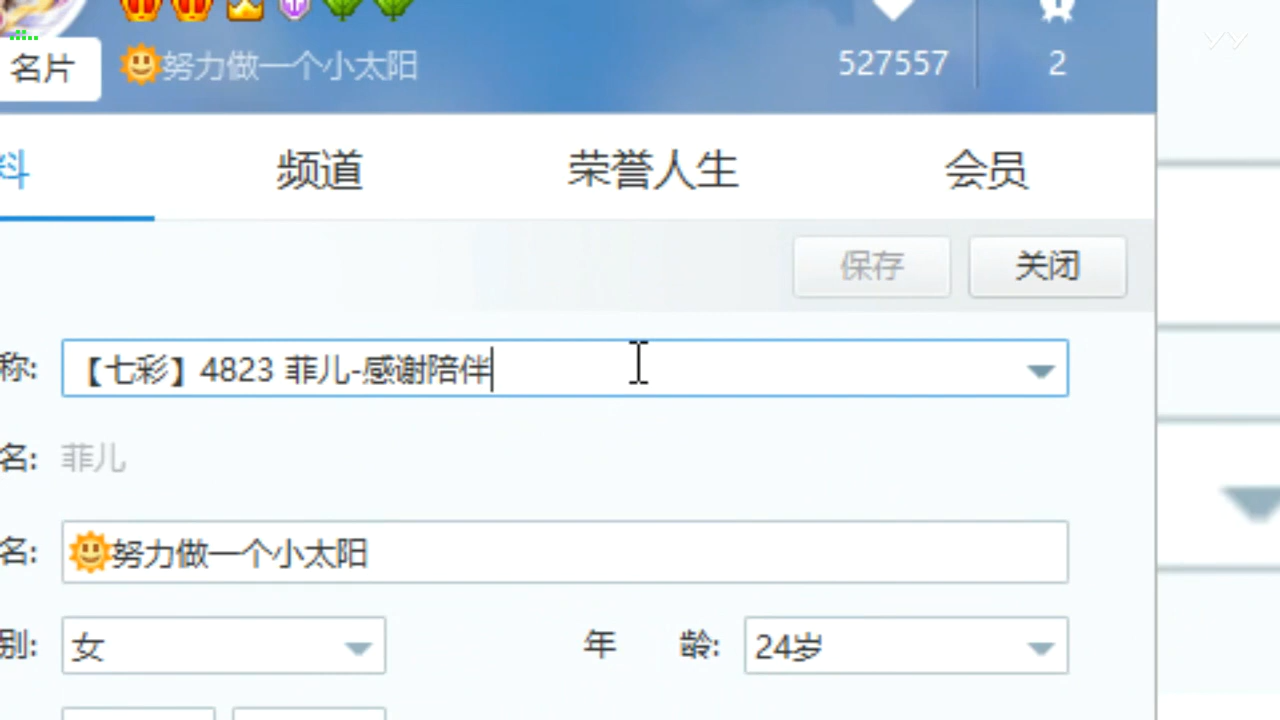 YY
名片
努力做一个小太阳
527557
2
料
频道
荣誉人生
会员
保存
关闭
称:
【七彩】4823 菲儿-感谢陪伴
名:
菲儿
名:
努力做一个小太阳
别:
女
年 龄:
24岁